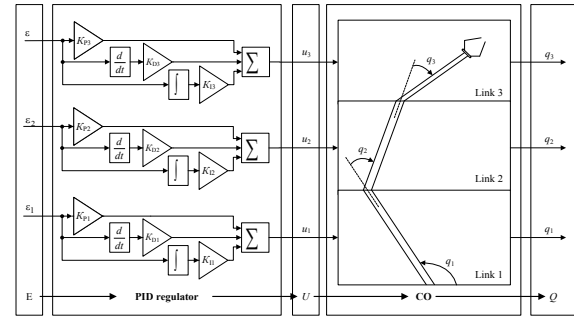 ε
K_P3
d/dt
K_D3
∫
K_I3
∑
u_3
q_3
q_3
Link 3
ε_2
K_P2
d/dt
K_D2
∫
K_I2
∑
u_2
q_2
q_2
Link 2
ε_1
K_P1
d/dt
K_D1
∫
K_I1
∑
u_1
q_1
q_1
Link 1
E
PID regulator
U
CO
Q